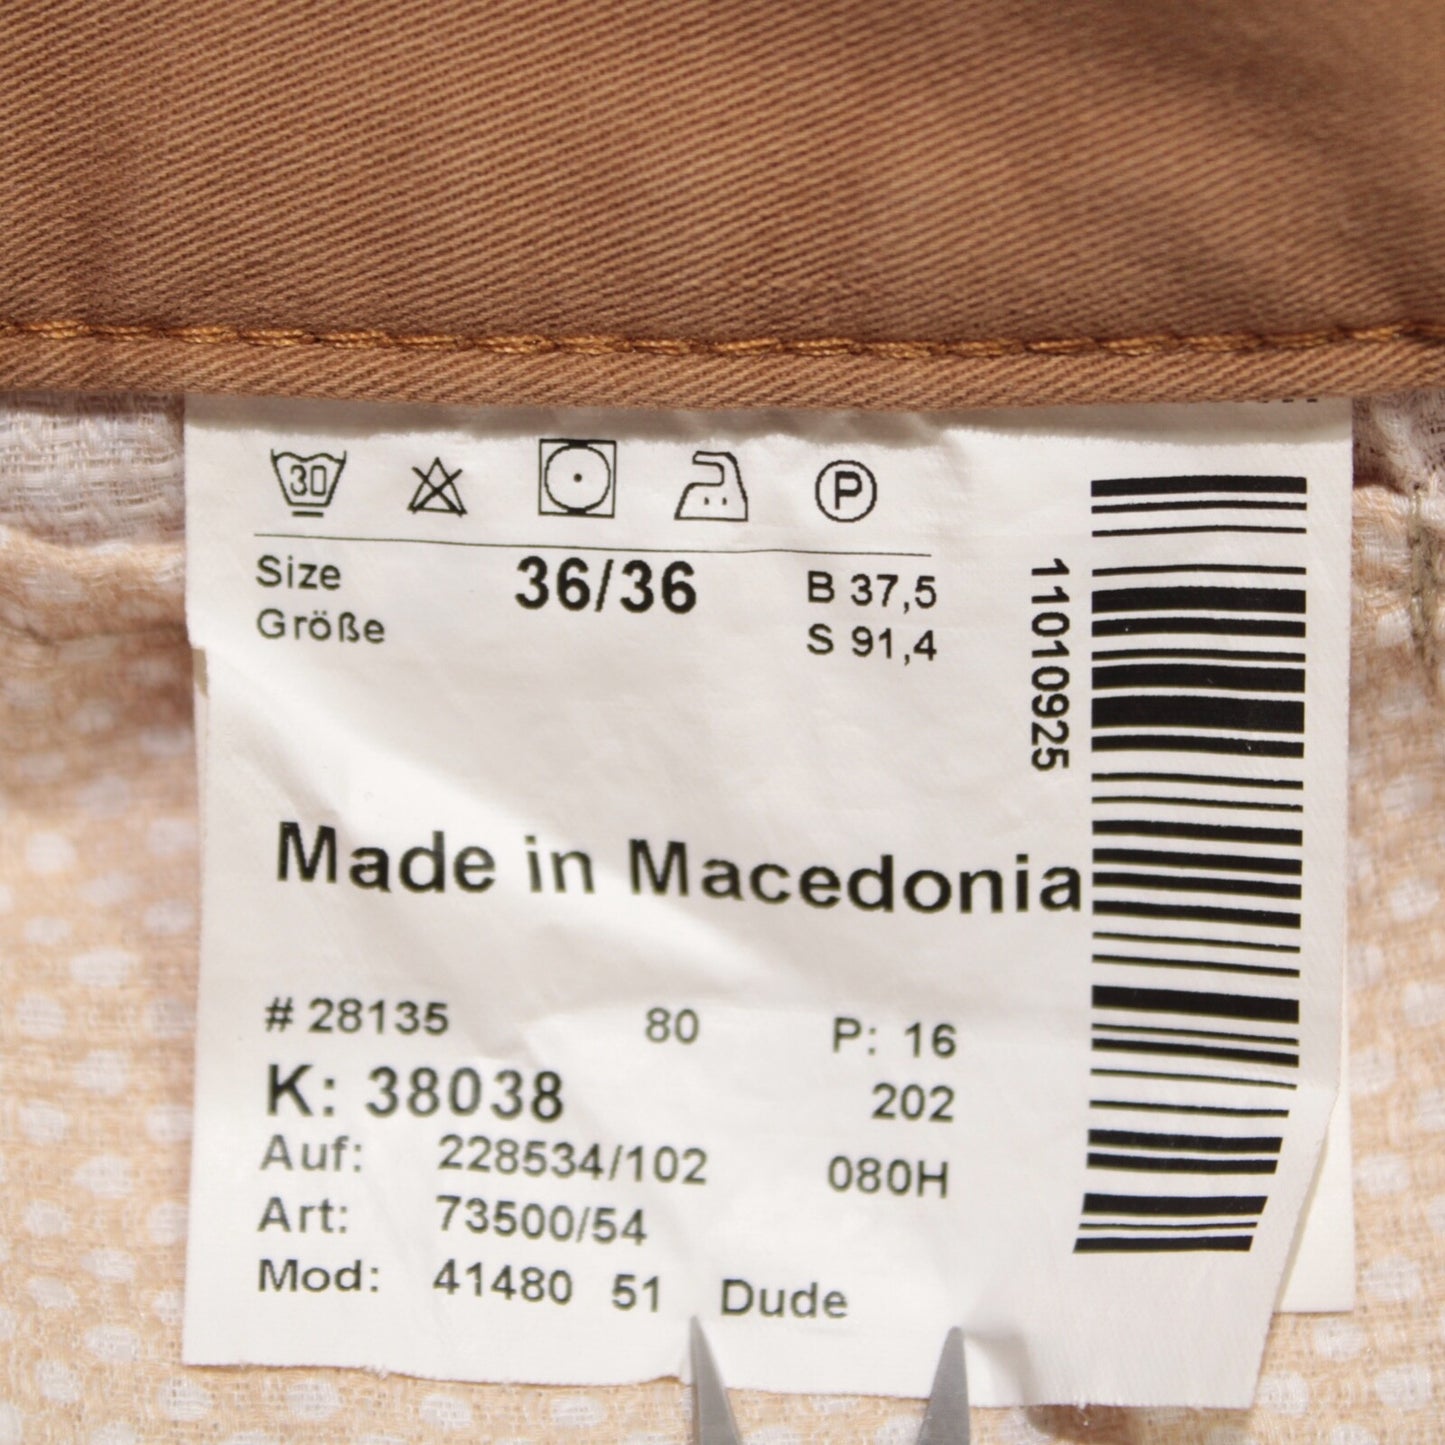 30 P
Size 36/36 B 37,5
Größe S 91,4
11010925
Made in Macedonia
# 28135 80 P: 16
K: 38038 202
Auf: 228534/102 080H
Art: 73500/54
Mod: 41480 51 Dude